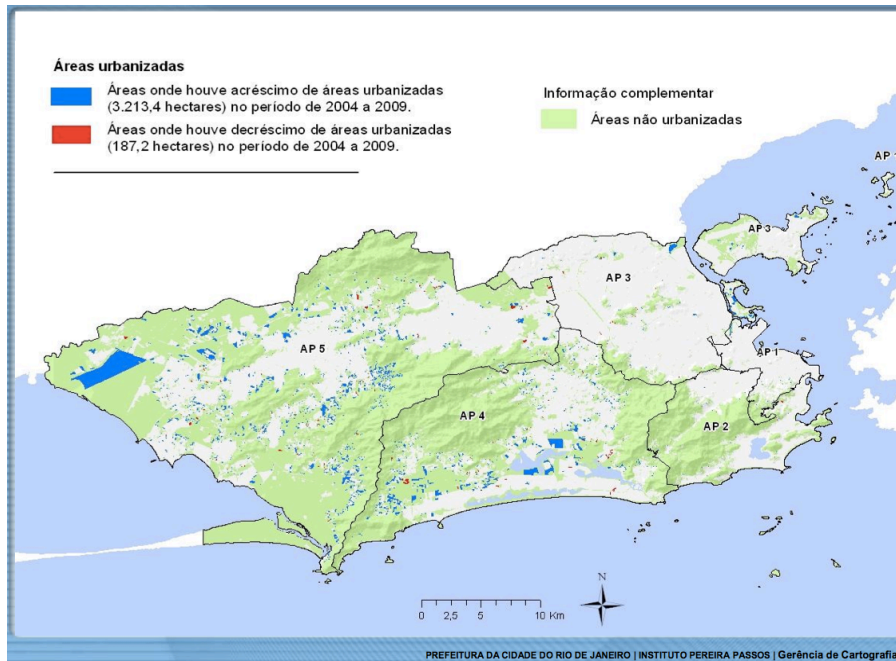 Áreas urbanizadas
Áreas onde houve acréscimo de áreas urbanizadas
(3.213,4 hectares) no período de 2004 a 2009.
Áreas onde houve decréscimo de áreas urbanizadas
(187,2 hectares) no período de 2004 a 2009.
Informação complementar
Áreas não urbanizadas
AP 1
AP 3
AP 3
AP 5
AP 1
AP 4
AP 2
N
0 2,5 5 10 Km
PREFEITURA DA CIDADE DO RIO DE JANEIRO | INSTITUTO PEREIRA PASSOS | Gerência de Cartografia